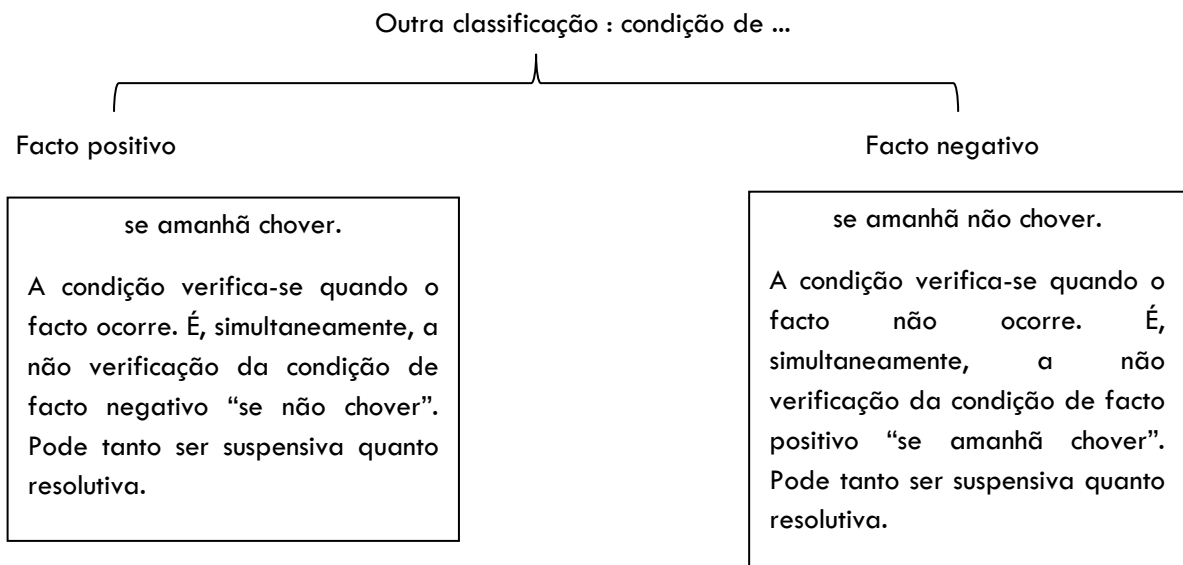 Outra classificação : condição de ...
Facto positivo
Facto negativo
se amanhã chover.
A condição verifica-se quando o
facto ocorre. É, simultaneamente, a
não verificação da condição de
facto negativo “se não chover”.
Pode tanto ser suspensiva quanto
resolutiva.
se amanhã não chover.
A condição verifica-se quando o
facto não ocorre. É,
simultaneamente, a não
verificação da condição de facto
positivo “se amanhã chover”.
Pode tanto ser suspensiva quanto
resolutiva.